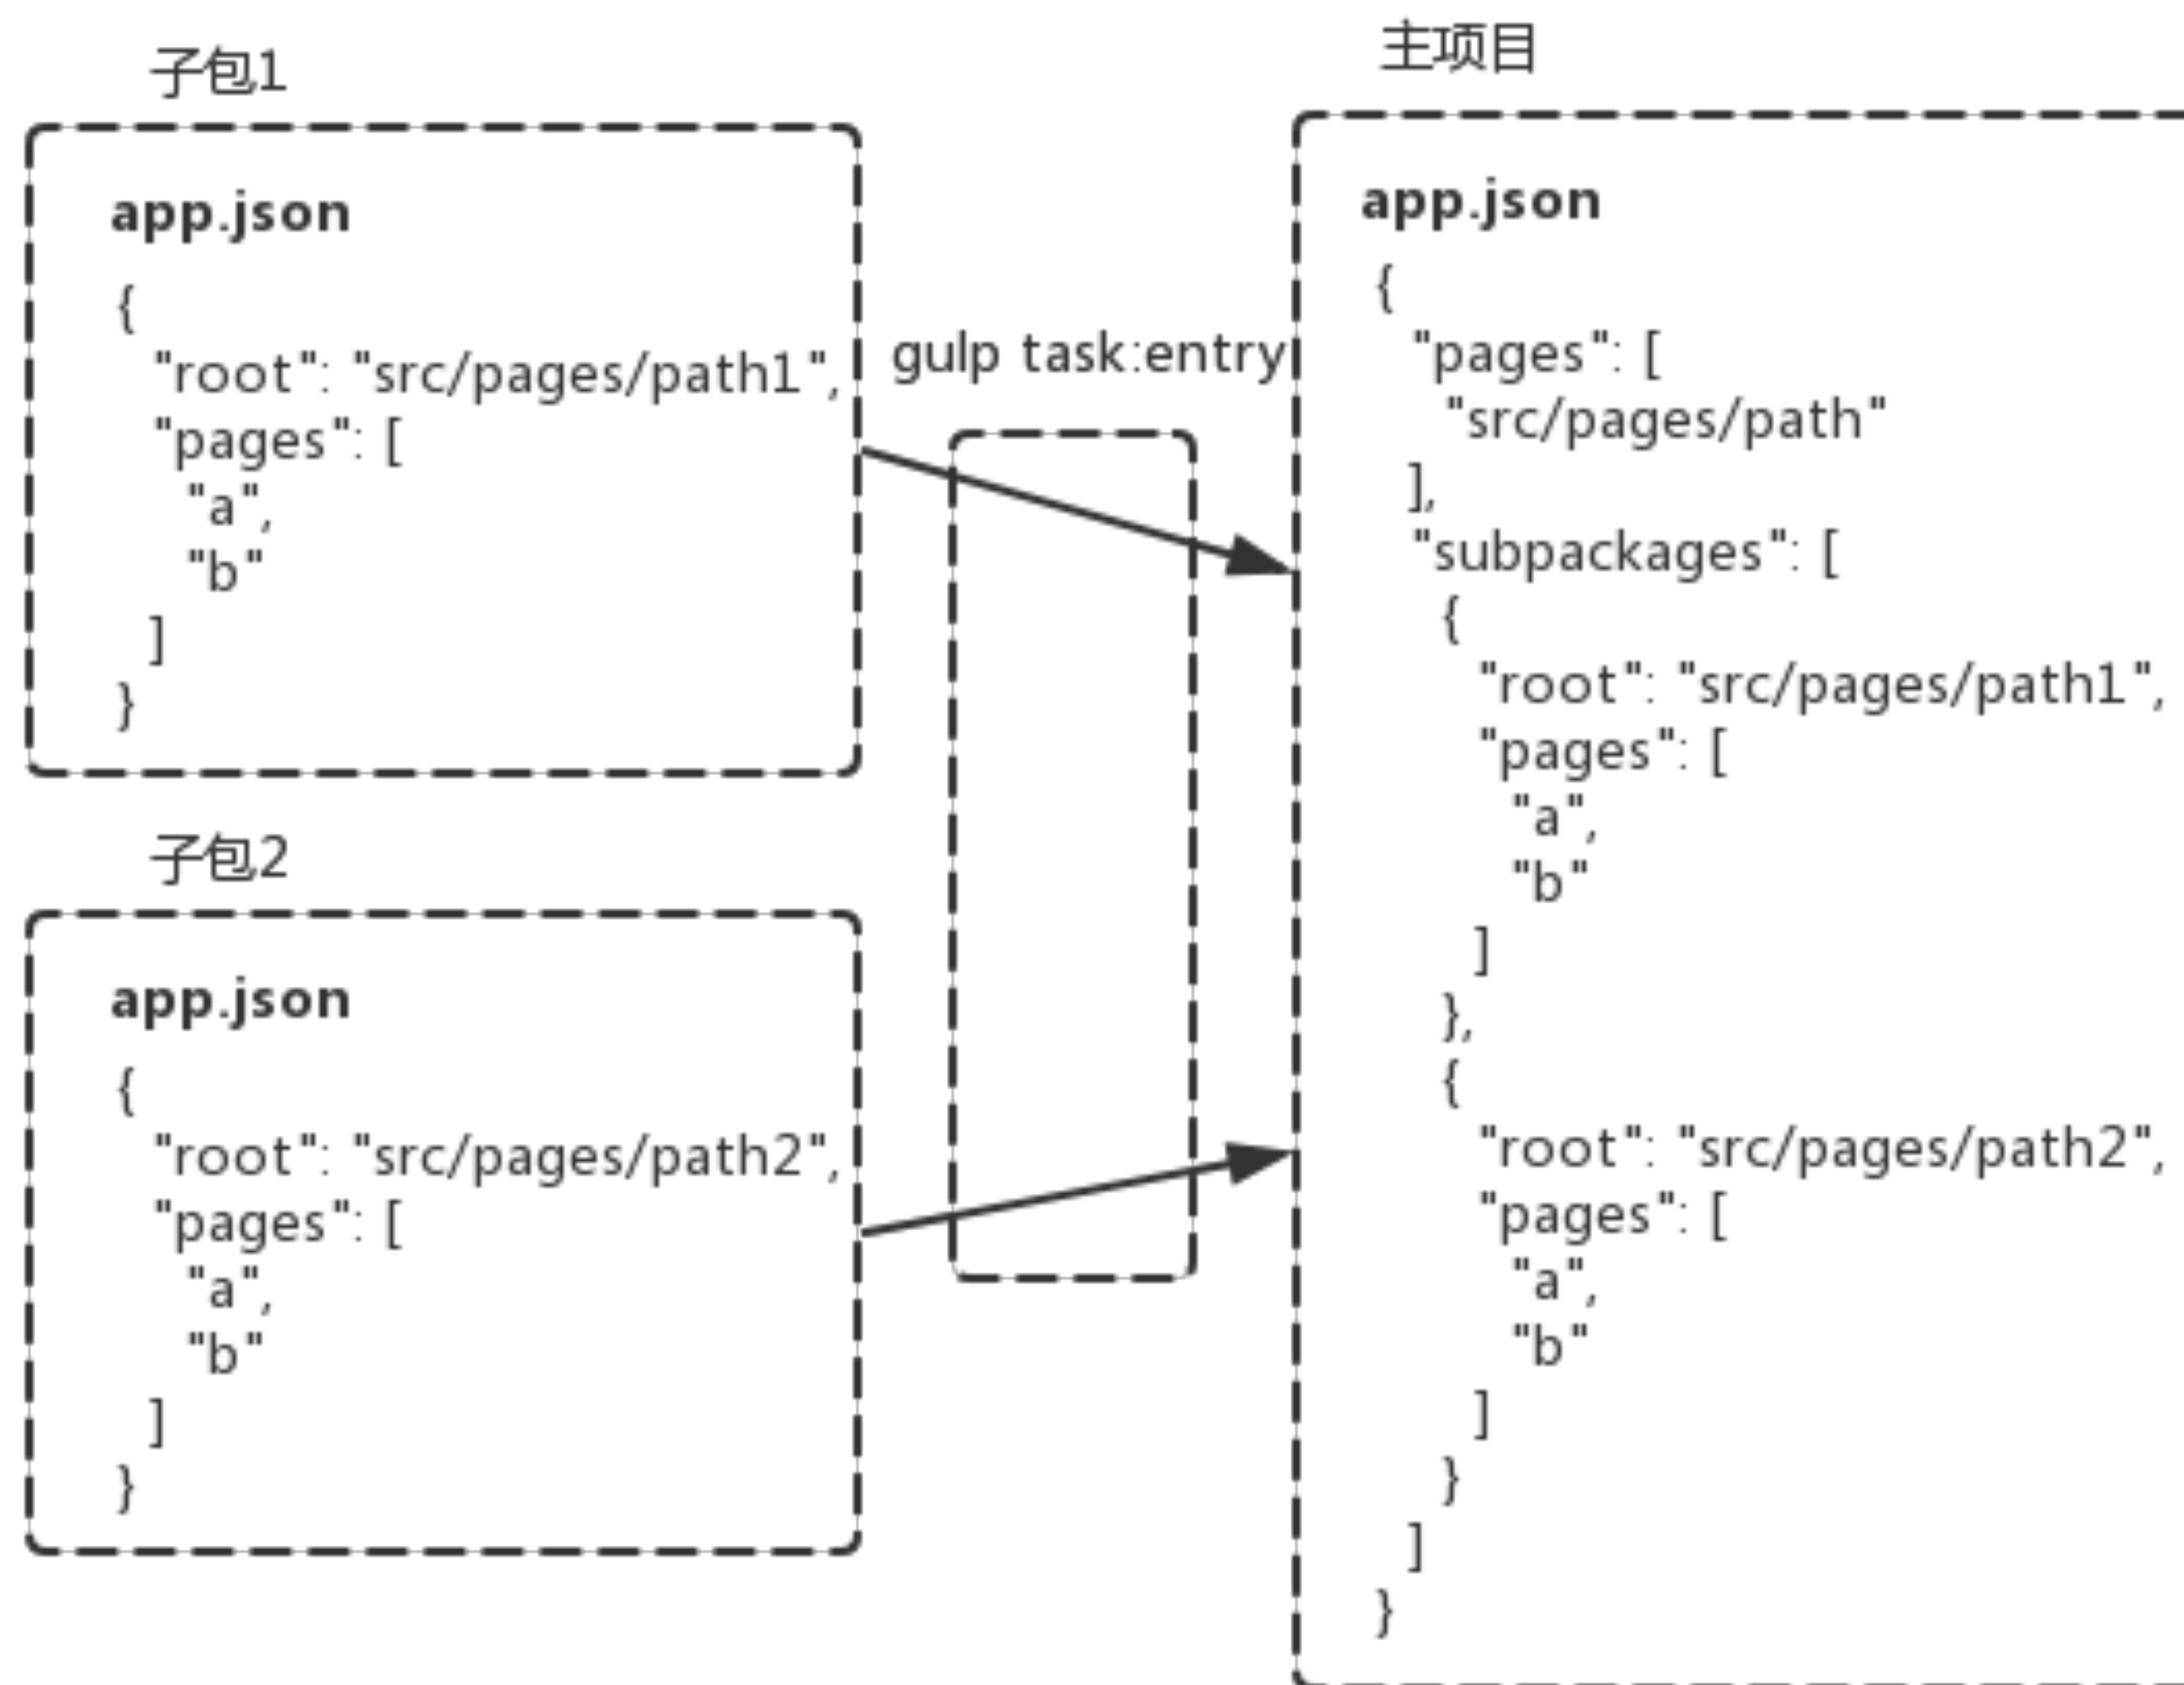 子包1
app.json
{
"root": "src/pages/path1",
"pages": [
"a",
"b"
]
}
子包2
app.json
{
"root": "src/pages/path2",
"pages": [
"a",
"b"
]
}
gulp task:entry
主项目
app.json
{
"pages": [
"src/pages/path"
],
"subpackages": [
{
"root": "src/pages/path1",
"pages": [
"a",
"b"
]
},
{
"root": "src/pages/path2",
"pages": [
"a",
"b"
]
}
]
}